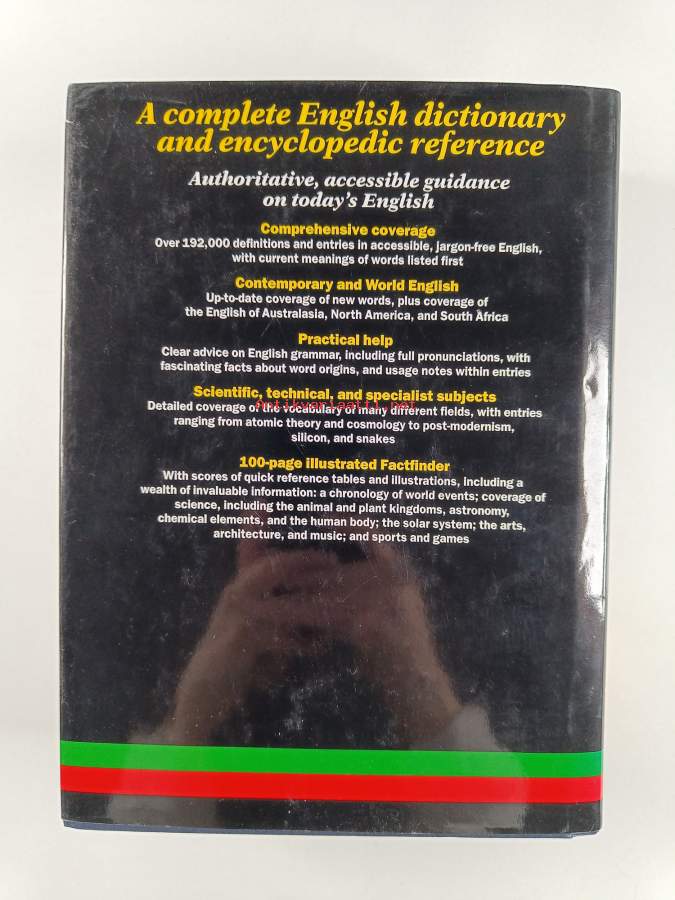 A complete English dictionary
and encyclopedic reference
Authoritative, accessible guidance
on today's English
Comprehensive coverage
Over 192,000 definitions and entries in accessible, jargon-free English,
with current meanings of words listed first
Contemporary and World English
Up-to-date coverage of new words, plus coverage of
the English of Australasia, North America, and South Africa
Practical help
Clear advice on English grammar, including full pronunciations, with
fascinating facts about word origins, and usage notes within entries
Scientific, technical, and specialist subjects
Antikvariaatti.net
Detailed coverage of the vocabulary of many different fields, with entries
ranging from atomic theory and cosmology to post-modernism,
silicon, and snakes
100-page illustrated Factfinder
With scores of quick reference tables and illustrations, including a
wealth of invaluable information: a chronology of world events; coverage of
science, including the animal and plant kingdoms, astronomy,
chemical elements, and the human body; the solar system; the arts,
architecture, and music; and sports and games